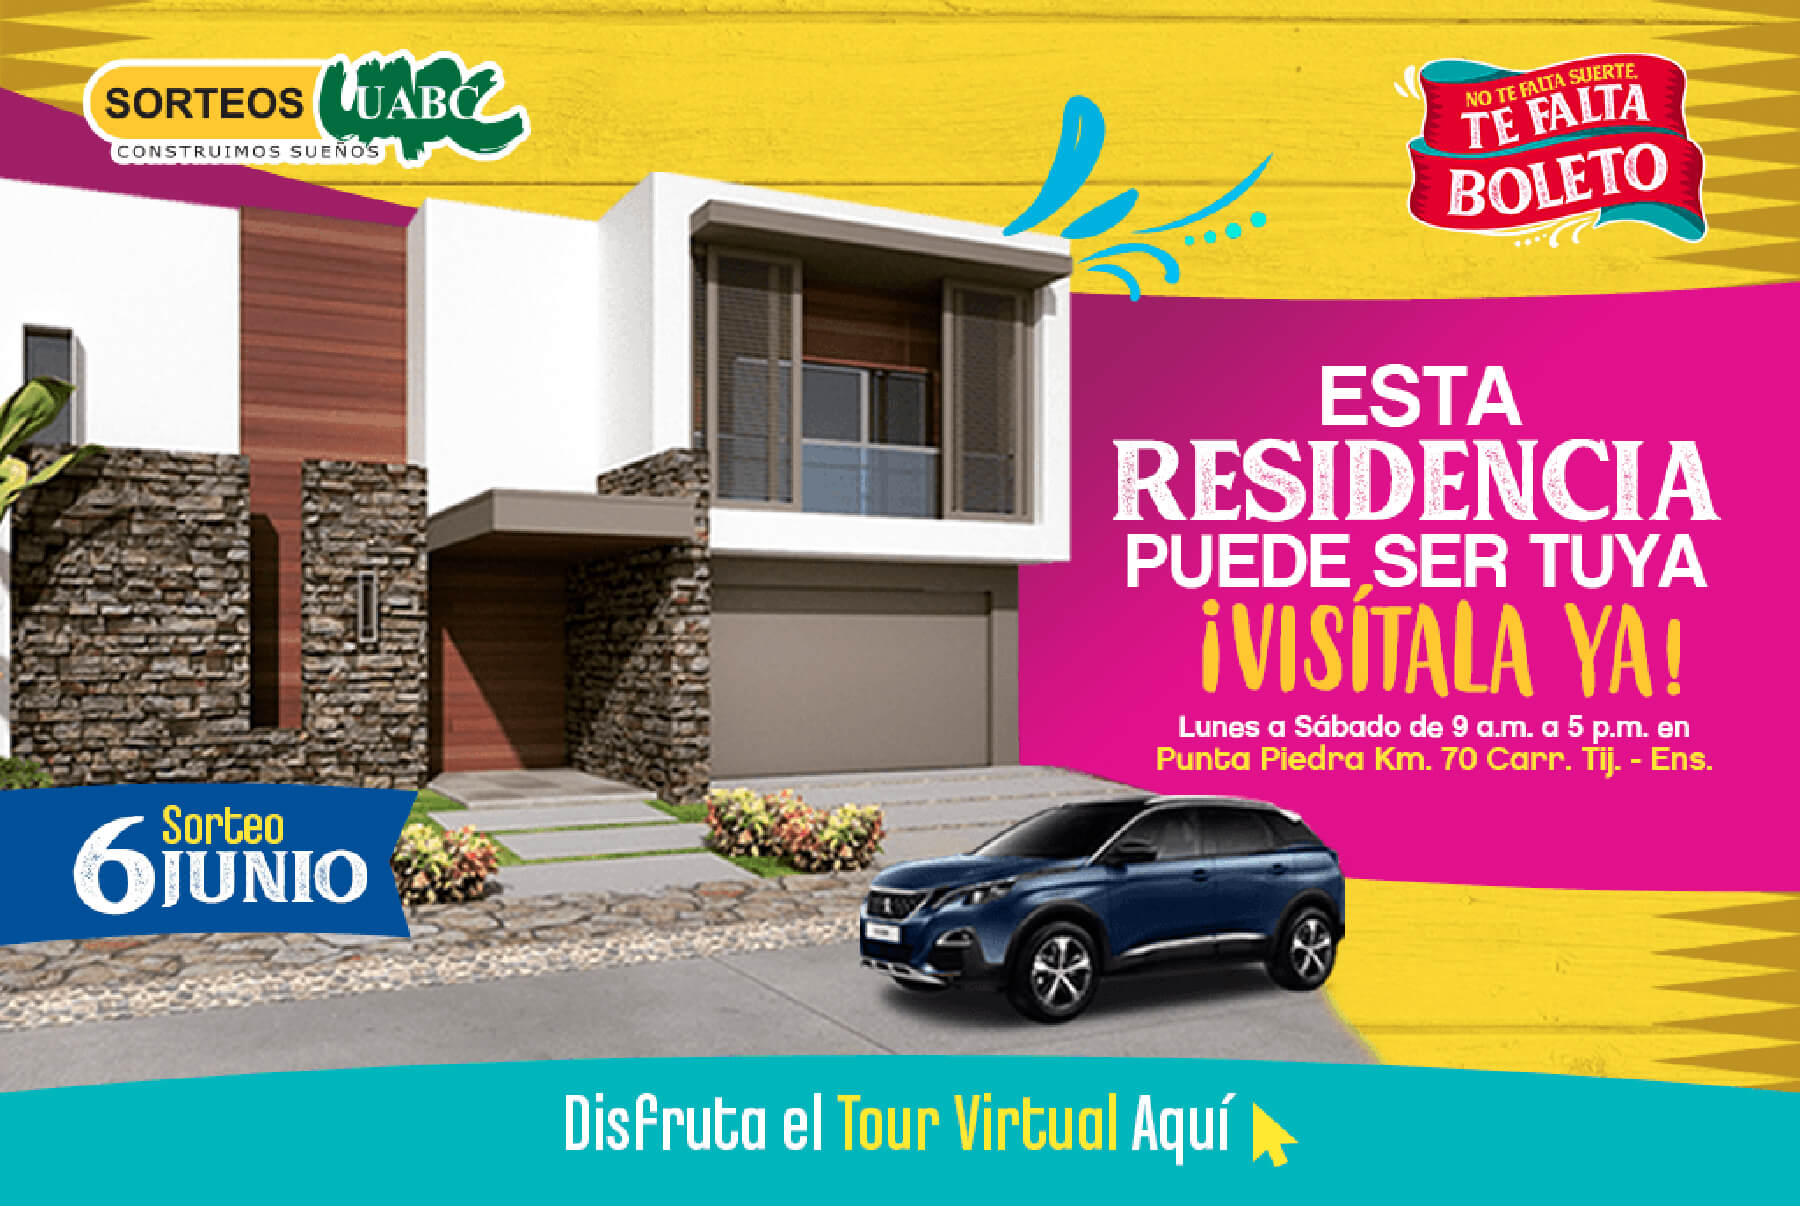 SORTEOS UABC
CONSTRUIMOS SUEÑOS
NO TE FALTA SUERTE,
TE FALTA
BOLETO
ESTA
RESIDENCIA
PUEDE SER TUYA
¡VISÍTALA YA!
Lunes a Sábado de 9 a.m. a 5 p.m. en
Punta Piedra Km. 70 Carr. Tij. - Ens.
Sorteo
6 JUNIO
Disfruta el Tour Virtual Aquí